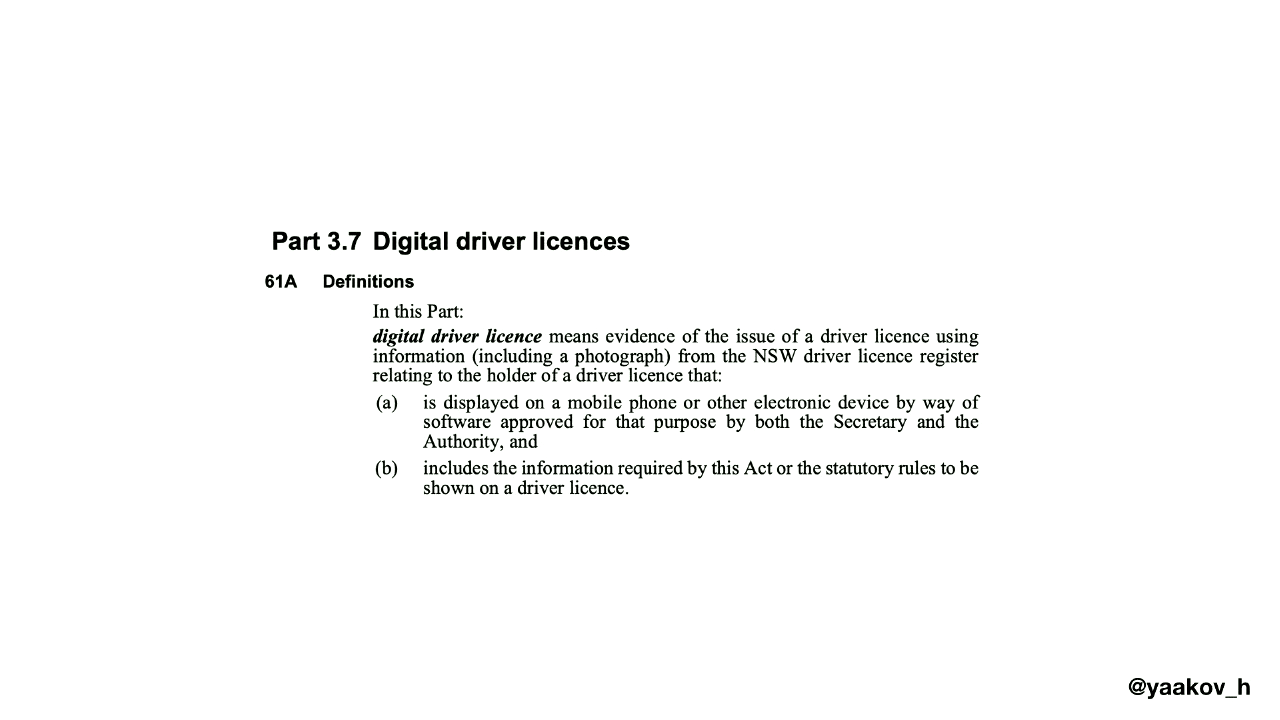 Part 3.7 Digital driver licences
61A Definitions
In this Part:
digital driver licence means evidence of the issue of a driver licence using
information (including a photograph) from the NSW driver licence register
relating to the holder of a driver licence that:
(a) is displayed on a mobile phone or other electronic device by way of
software approved for that purpose by both the Secretary and the
Authority, and
(b) includes the information required by this Act or the statutory rules to be
shown on a driver licence.
@yaakov_h